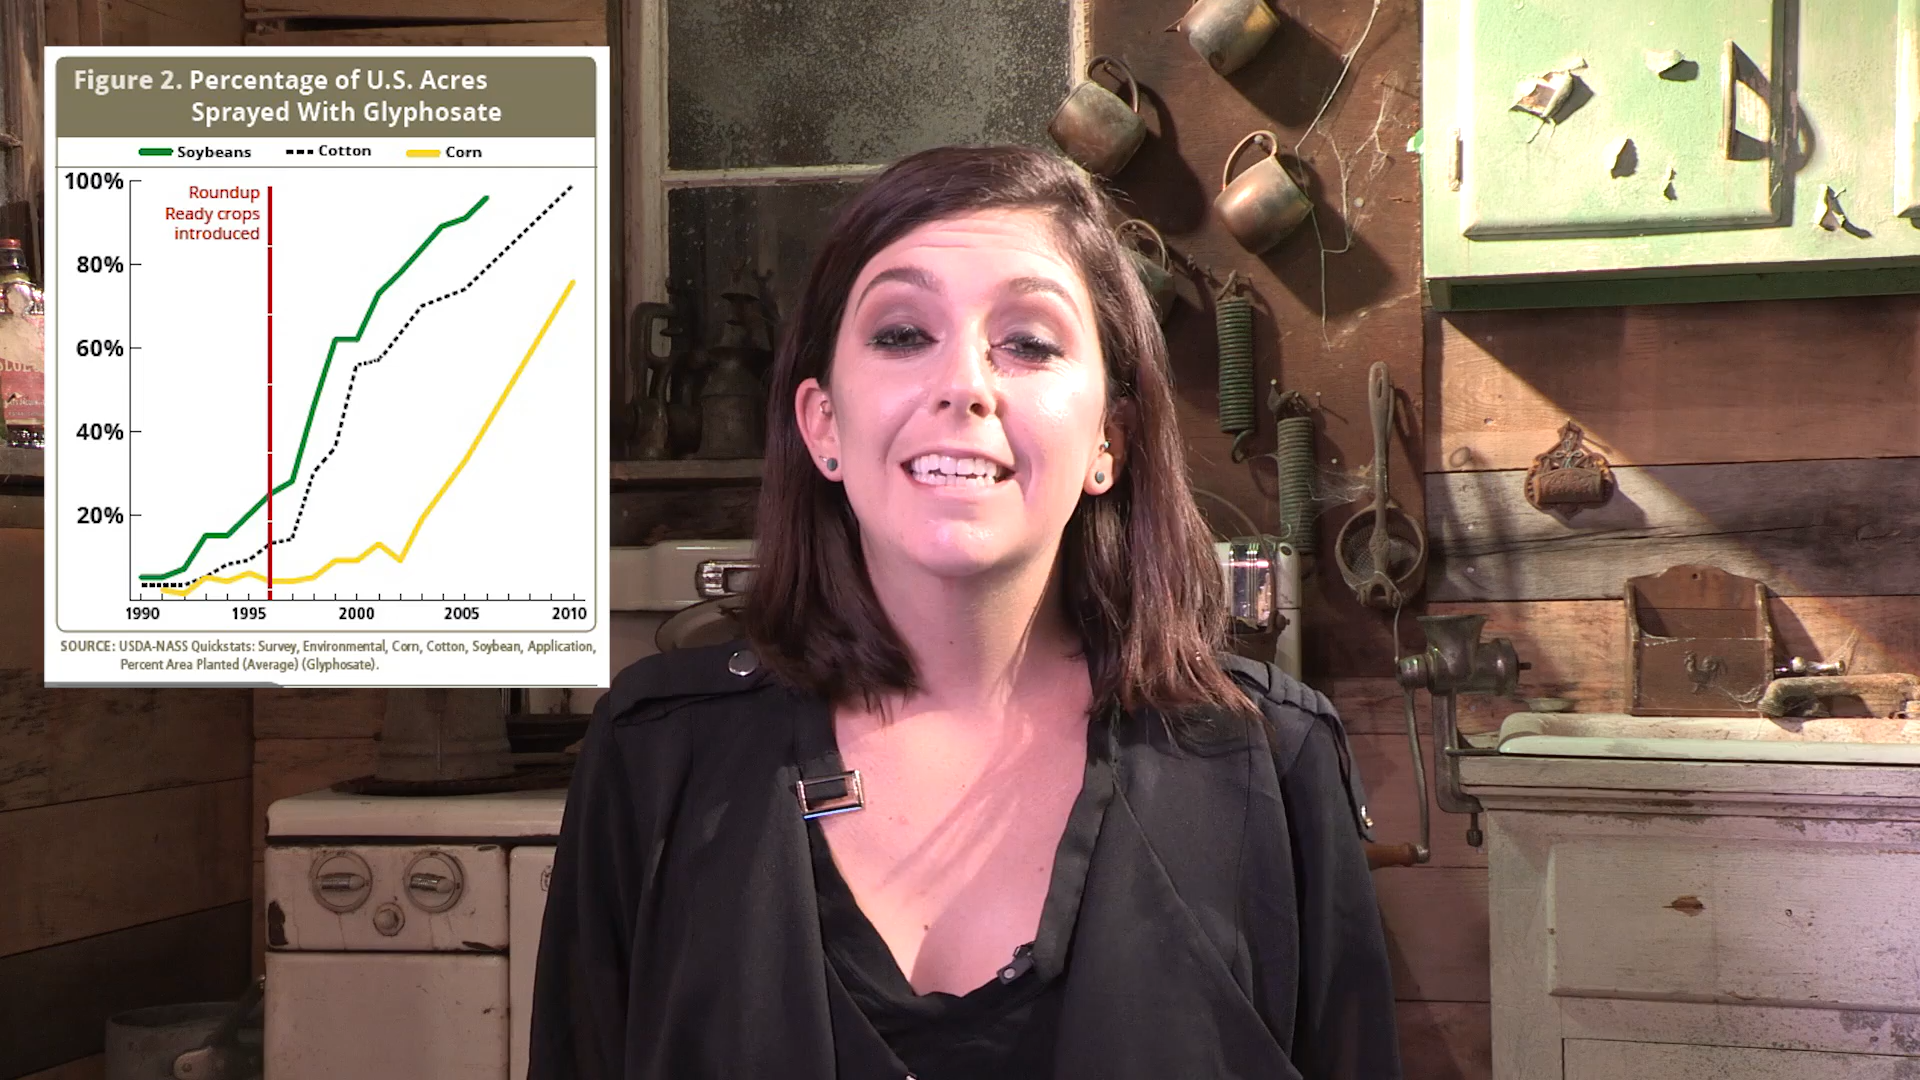 Figure 2. Percentage of U.S. Acres
Sprayed With Glyphosate
Soybeans Cotton Corn
100%
Roundup
Ready crops
introduced
80%
60%
40%
20%
1990 1995 2000 2005 2010
SOURCE: USDA-NASS Quickstats: Survey, Environmental, Corn, Cotton, Soybean, Application,
Percent Area Planted (Average) (Glyphosate).